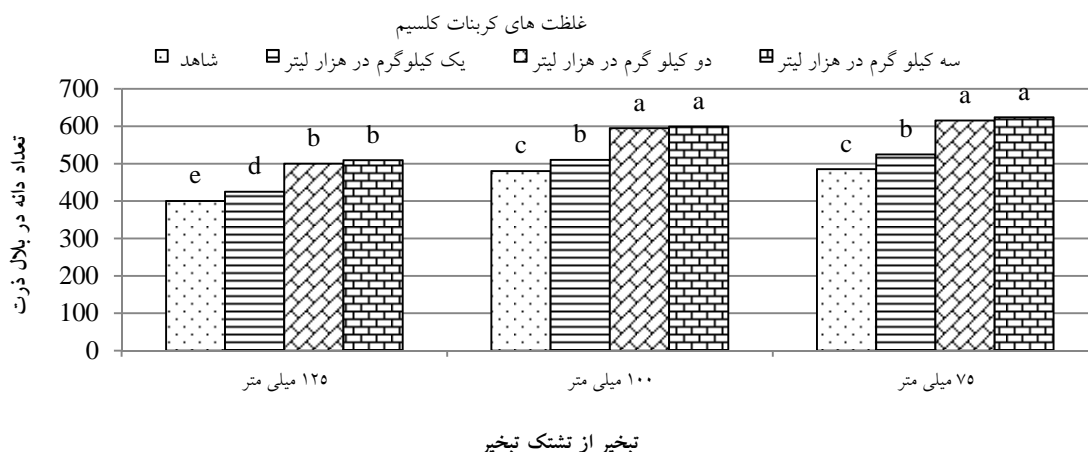 غلظت های کربنات کلسیم
شاهد
یک کیلوگرم در هزار لیتر
دو کیلو گرم در هزار لیتر
سه کیلو گرم در هزار لیتر
تعداد دانه در بلال ذرت
700
600
500
400
300
200
100
0
e d b b
c b a a
c b a a
۱۲۵ میلی متر
۱۰۰ میلی متر
۷۵ میلی متر
تبخیر از تشتک تبخیر